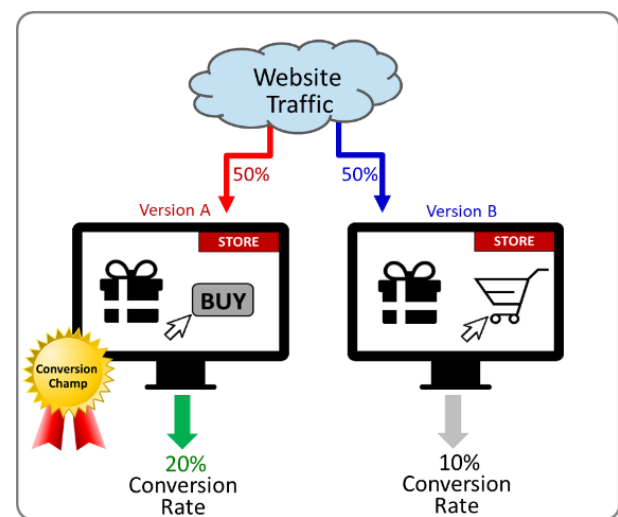 Website
Traffic
50%
50%
Version A
Version B
STORE
STORE
BUY
Conversion
Champ
20%
Conversion
Rate
10%
Conversion
Rate